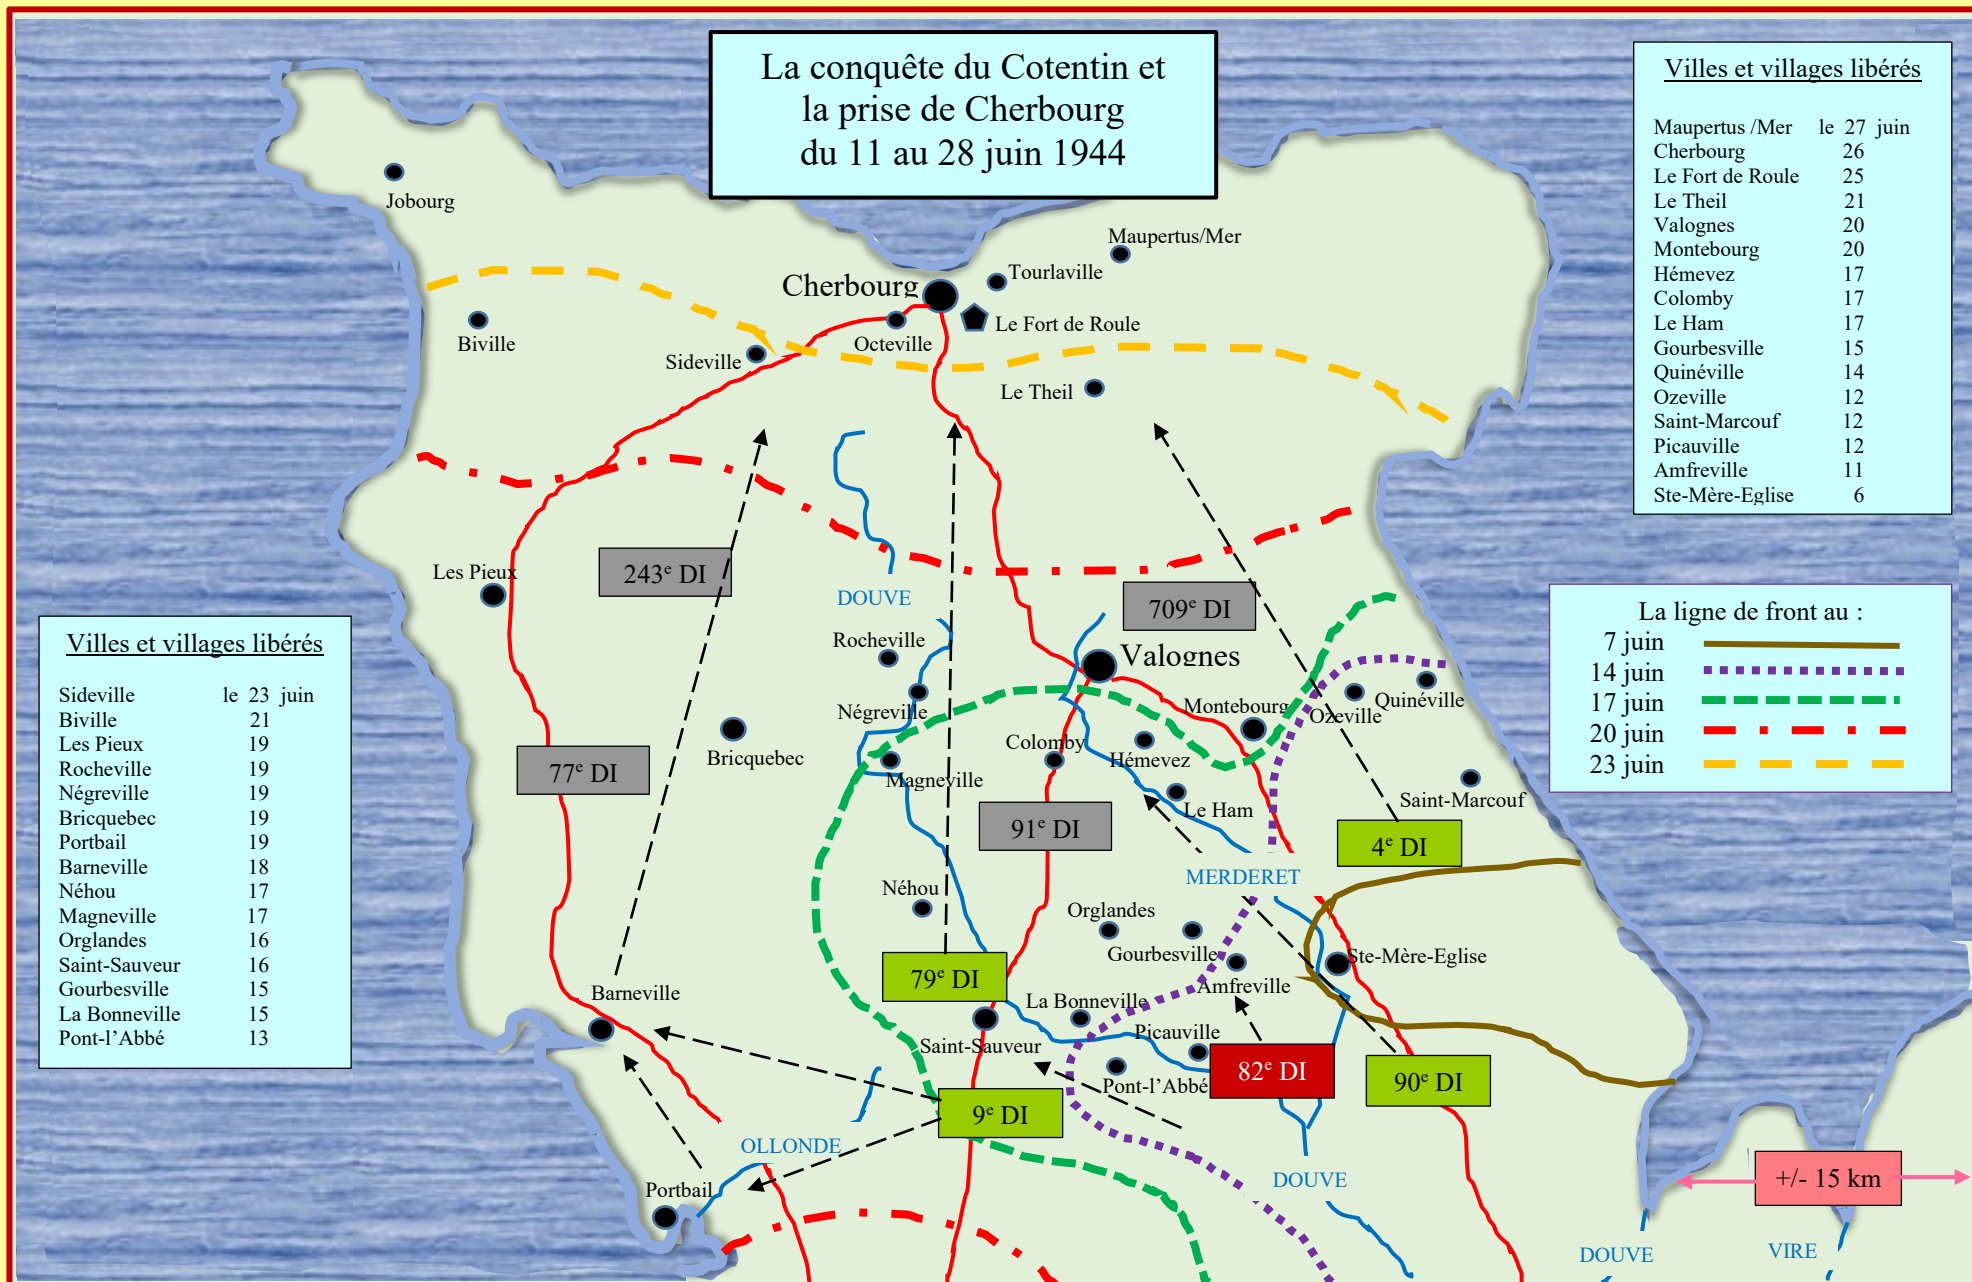 La conquête du Cotentin et
la prise de Cherbourg
du 11 au 28 juin 1944
Villes et villages libérés
Maupertus /Mer le 27 juin
Cherbourg 26
Le Fort de Roule 25
Le Theil 21
Valognes 20
Montebourg 20
Hémevez 17
Colomby 17
Le Ham 17
Gourbesville 15
Quinéville 14
Ozeville 12
Saint-Marcouf 12
Picauville 12
Amfreville 11
Ste-Mère-Eglise 6
Jobourg
Maupertus/Mer
Tourlaville
Cherbourg
Le Fort de Roule
Octeville
Biville
Sideville
Le Theil
243e DI
Les Pieux
DOUVE
709e DI
La ligne de front au :
7 juin
14 juin
17 juin
20 juin
23 juin
Villes et villages libérés
Sideville le 23 juin
Biville 21
Les Pieux 19
Rocheville 19
Négreville 19
Bricquebec 19
Portbail 19
Barneville 18
Néhou 17
Magneville 17
Orglandes 16
Saint-Sauveur 16
Gourbesville 15
La Bonneville 15
Pont-l'Abbé 13
Rocheville
Valognes
Négreville
Montebourg
Ozeville
Quinéville
Bricquebec
Colomby
Hémevez
77e DI
Magneville
Le Ham
Saint-Marcouf
91e DI
4e DI
MERDERET
Néhou
Orglandes
Gourbesville
Ste-Mère-Eglise
79e DI
Amfreville
Barneville
La Bonneville
Picauville
Saint-Sauveur
82e DI
Pont-l'Abbé
90e DI
9e DI
OLLONDE
DOUVE
+/- 15 km
Portbail
DOUVE
VIRE